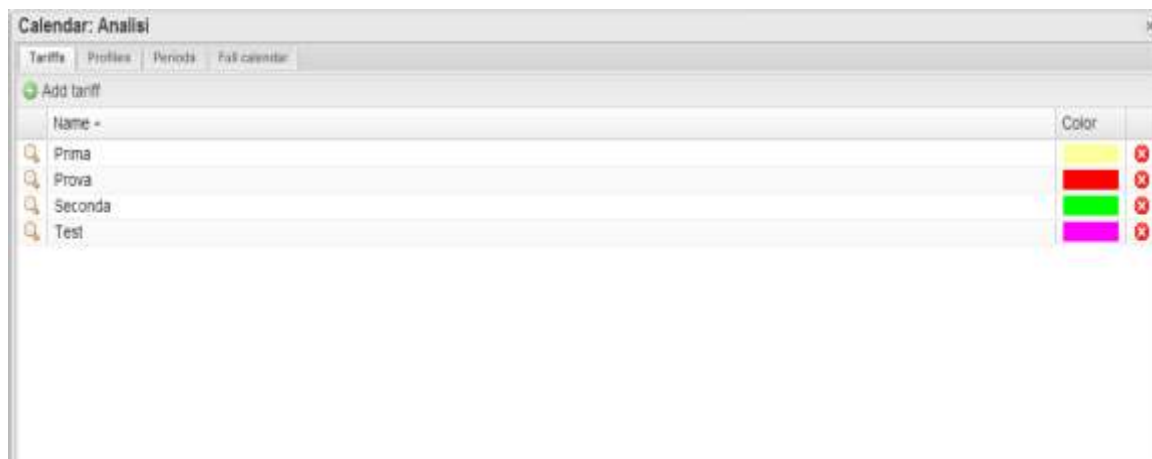 Calendar: Analisi
Tariffs Profiles Periods Full calendar
Add tariff
Name Color
Prima
Prova
Seconda
Test